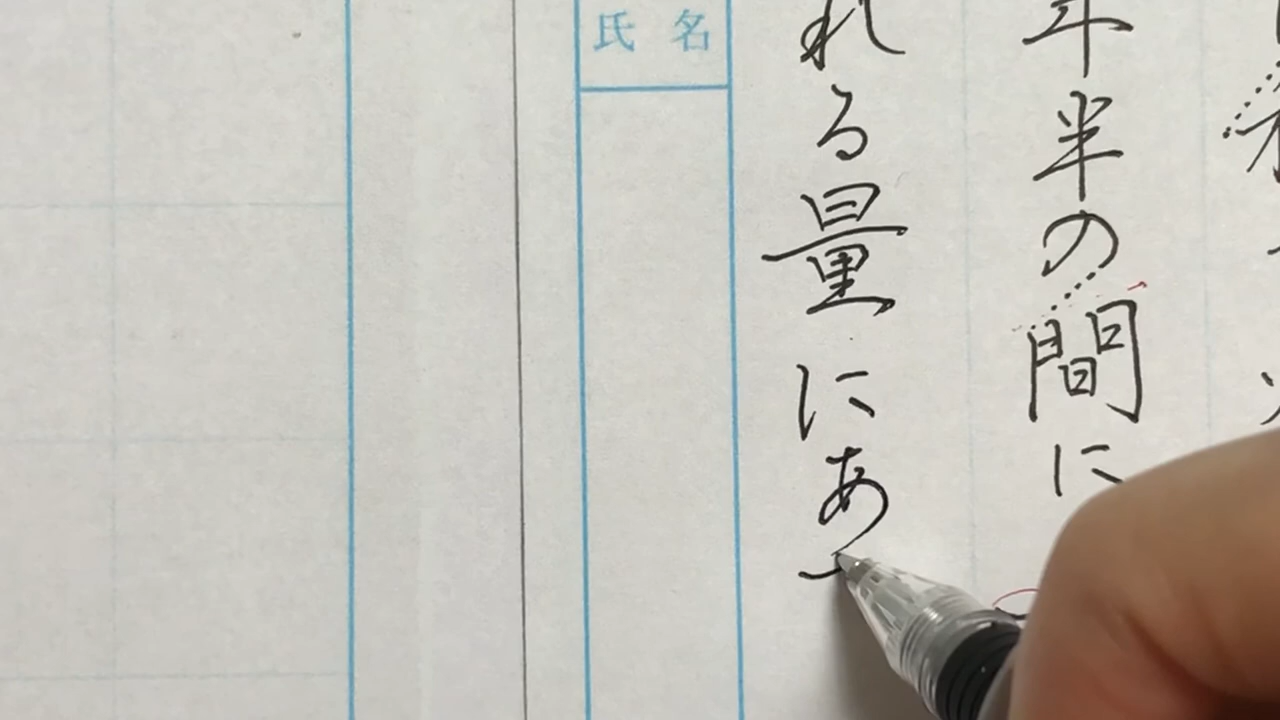 年半の間に
れる量にあ
氏名